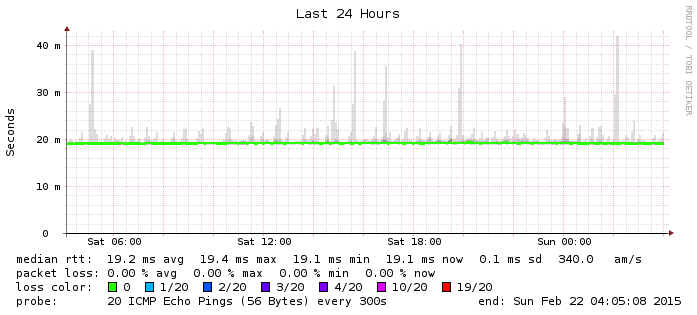 Last 24 Hours
RRDTOOL / TOBI OETIKER
Seconds
40 m
30 m
20 m
10 m
0
Sat 06:00 Sat 12:00 Sat 18:00 Sun 00:00
median rtt: 19.2 ms avg 19.4 ms max 19.1 ms min 19.1 ms now 0.1 ms sd 340.0 am/s
packet loss: 0.00 % avg 0.00 % max 0.00 % min 0.00 % now
loss color: 0 1/20 2/20 3/20 4/20 10/20 19/20
probe: 20 ICMP Echo Pings (56 Bytes) every 300s end: Sun Feb 22 04:05:08 2015